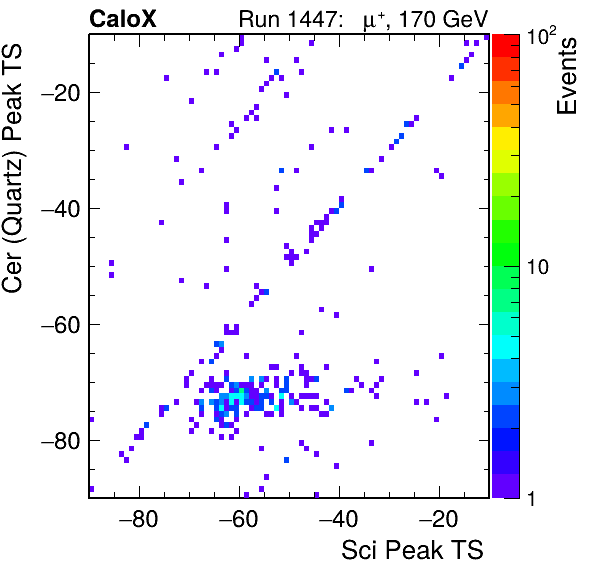 CaloX Run 1447: μ⁺, 170 GeV
Cer (Quartz) Peak TS
−20
−40
−60
−80
−80 −60 −40 −20
Sci Peak TS
10²
10
1
Events